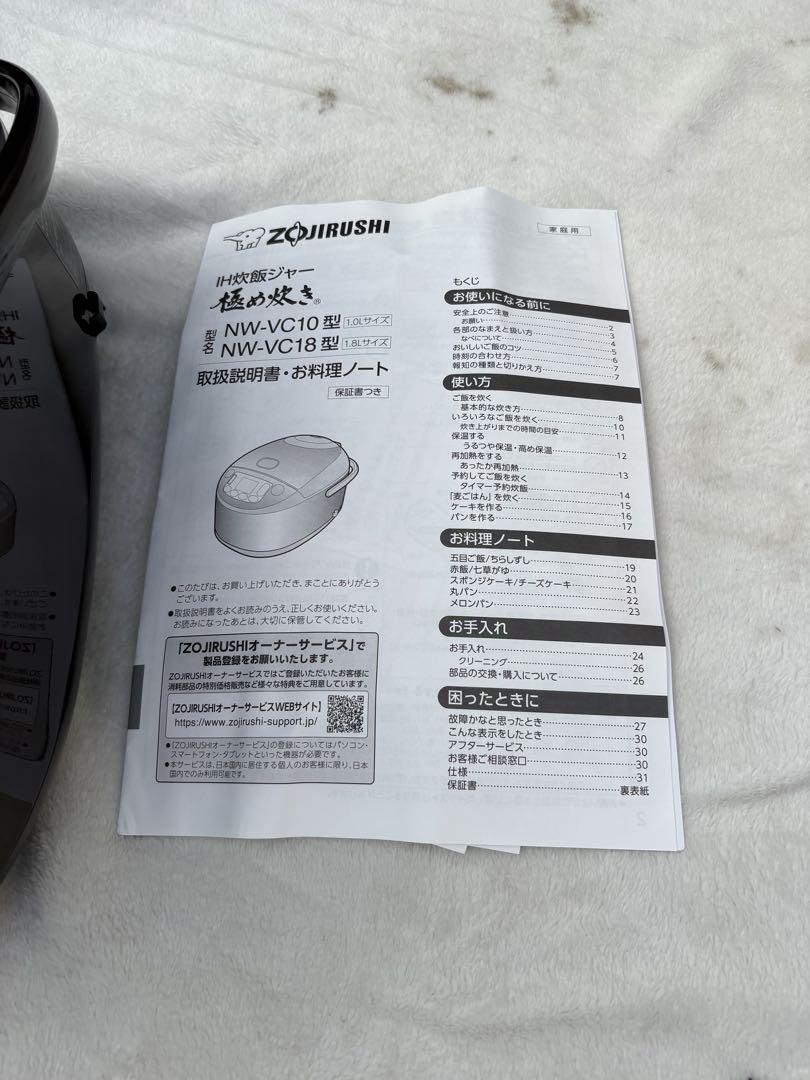 ZOJIRUSHI
家庭用
IH炊飯ジャー
極め炊き®
型名
NW-VC10型 1.0Lサイズ
NW-VC18型 1.8Lサイズ
取扱説明書・お料理ノート
保証書つき
●このたびは、お買い上げいただき、まことにありがとう
ございます。
●取扱説明書をよくお読みのうえ、正しくお使いください。
お読みになったあとは、大切に保管してください。
「ZOJIRUSHIオーナーサービス」で
製品登録をお願いいたします。
ZOJIRUSHIオーナーサービスではご登録いただいたお客様に
消耗部品の特別価格販売など様々な特典をご用意しています。
【ZOJIRUSHIオーナーサービスWEBサイト】
https://www.zojirushi-support.jp/
●「ZOJIRUSHIオーナーサービス」の登録についてはパソコン・
スマートフォン・タブレットといった機器が必要です。
●本サービスは、日本国内に居住する個人のお客様に限り、日本
国内でのみ利用可能です。
もくじ
お使いになる前に
安全上のご注意 2
お願い 3
各部のなまえと扱い方 4
なべについて 5
おいしいご飯のコツ 6
時刻の合わせ方 7
報知の種類と切りかえ方 7
使い方
ご飯を炊く
基本的な炊き方 8
いろいろなご飯を炊く 10
炊き上がりまでの時間の目安 11
保温する
うるつや保温・高め保温 12
再加熱をする
あったか再加熱 13
予約してご飯を炊く
タイマー予約炊飯 14
「麦ごはん」を炊く 15
ケーキを作る 16
パンを作る 17
お料理ノート
五目ご飯/ちらしずし 19
赤飯/七草がゆ 20
スポンジケーキ/チーズケーキ 21
丸パン 22
メロンパン 23
お手入れ
お手入れ 24
クリーニング 26
部品の交換・購入について 26
困ったときに
故障かなと思ったとき 27
こんな表示をしたとき 30
アフターサービス 30
お客様ご相談窓口 30
仕様 31
保証書 裏表紙